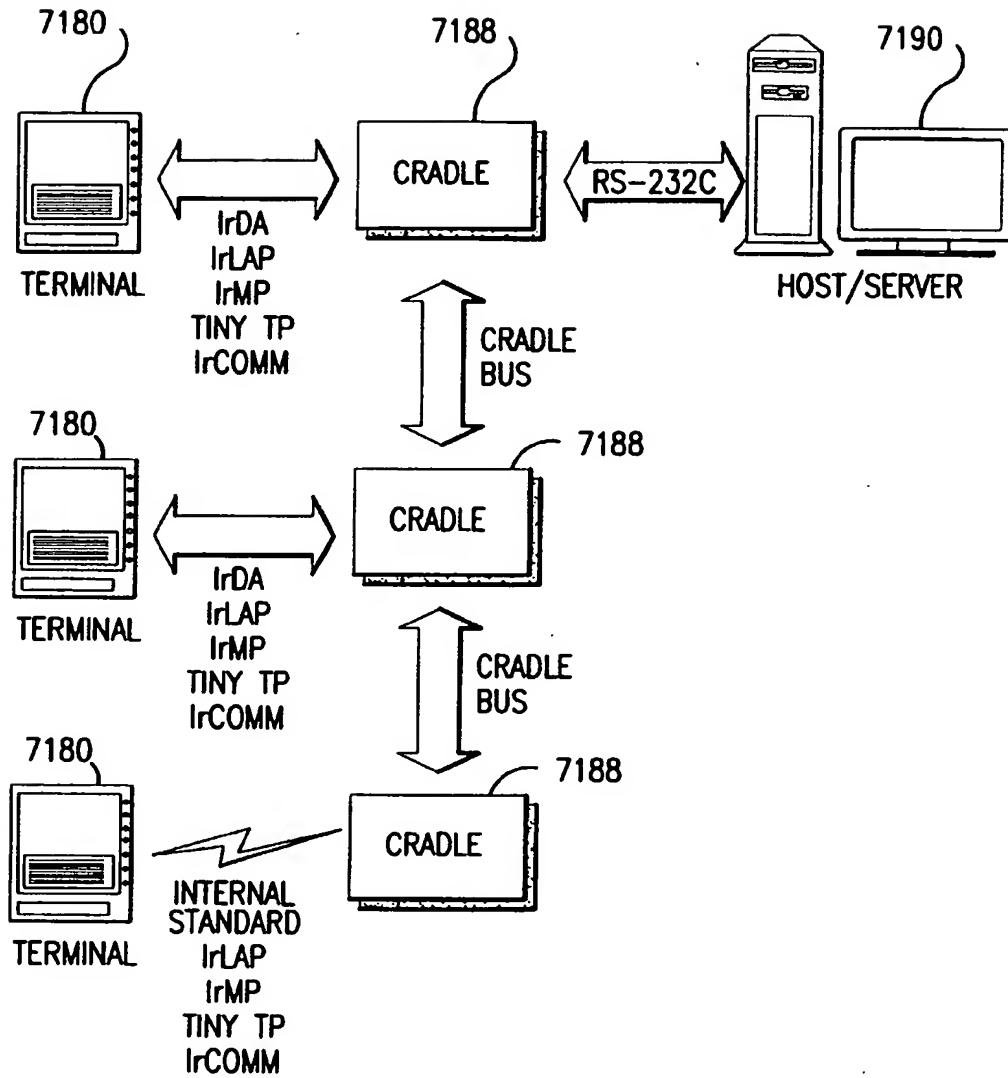 7180
7188
7190
CRADLE
RS-232C
IrDA
IrLAP
IrMP
TINY TP
IrCOMM
TERMINAL
HOST/SERVER
CRADLE
BUS
7180
7188
CRADLE
IrDA
IrLAP
IrMP
TINY TP
IrCOMM
TERMINAL
CRADLE
BUS
7180
7188
CRADLE
INTERNAL
STANDARD
IrLAP
IrMP
TINY TP
IrCOMM
TERMINAL